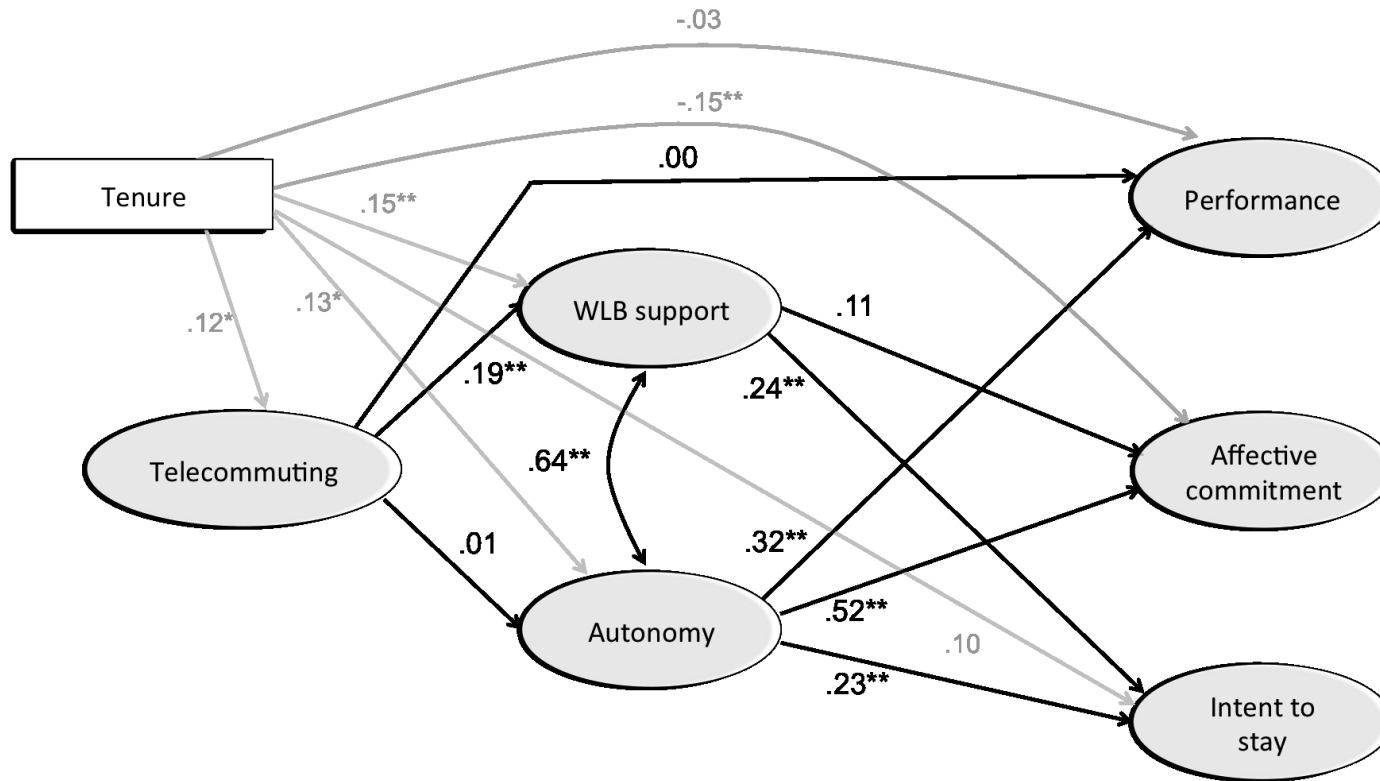 -.03
-.15**
.00
Tenure
Performance
.15**
.13*
WLB support
.11
.12*
.19**
.24**
Telecommuting
.64**
Affective
commitment
.01
.32**
.52**
Autonomy
.10
.23**
Intent to
stay